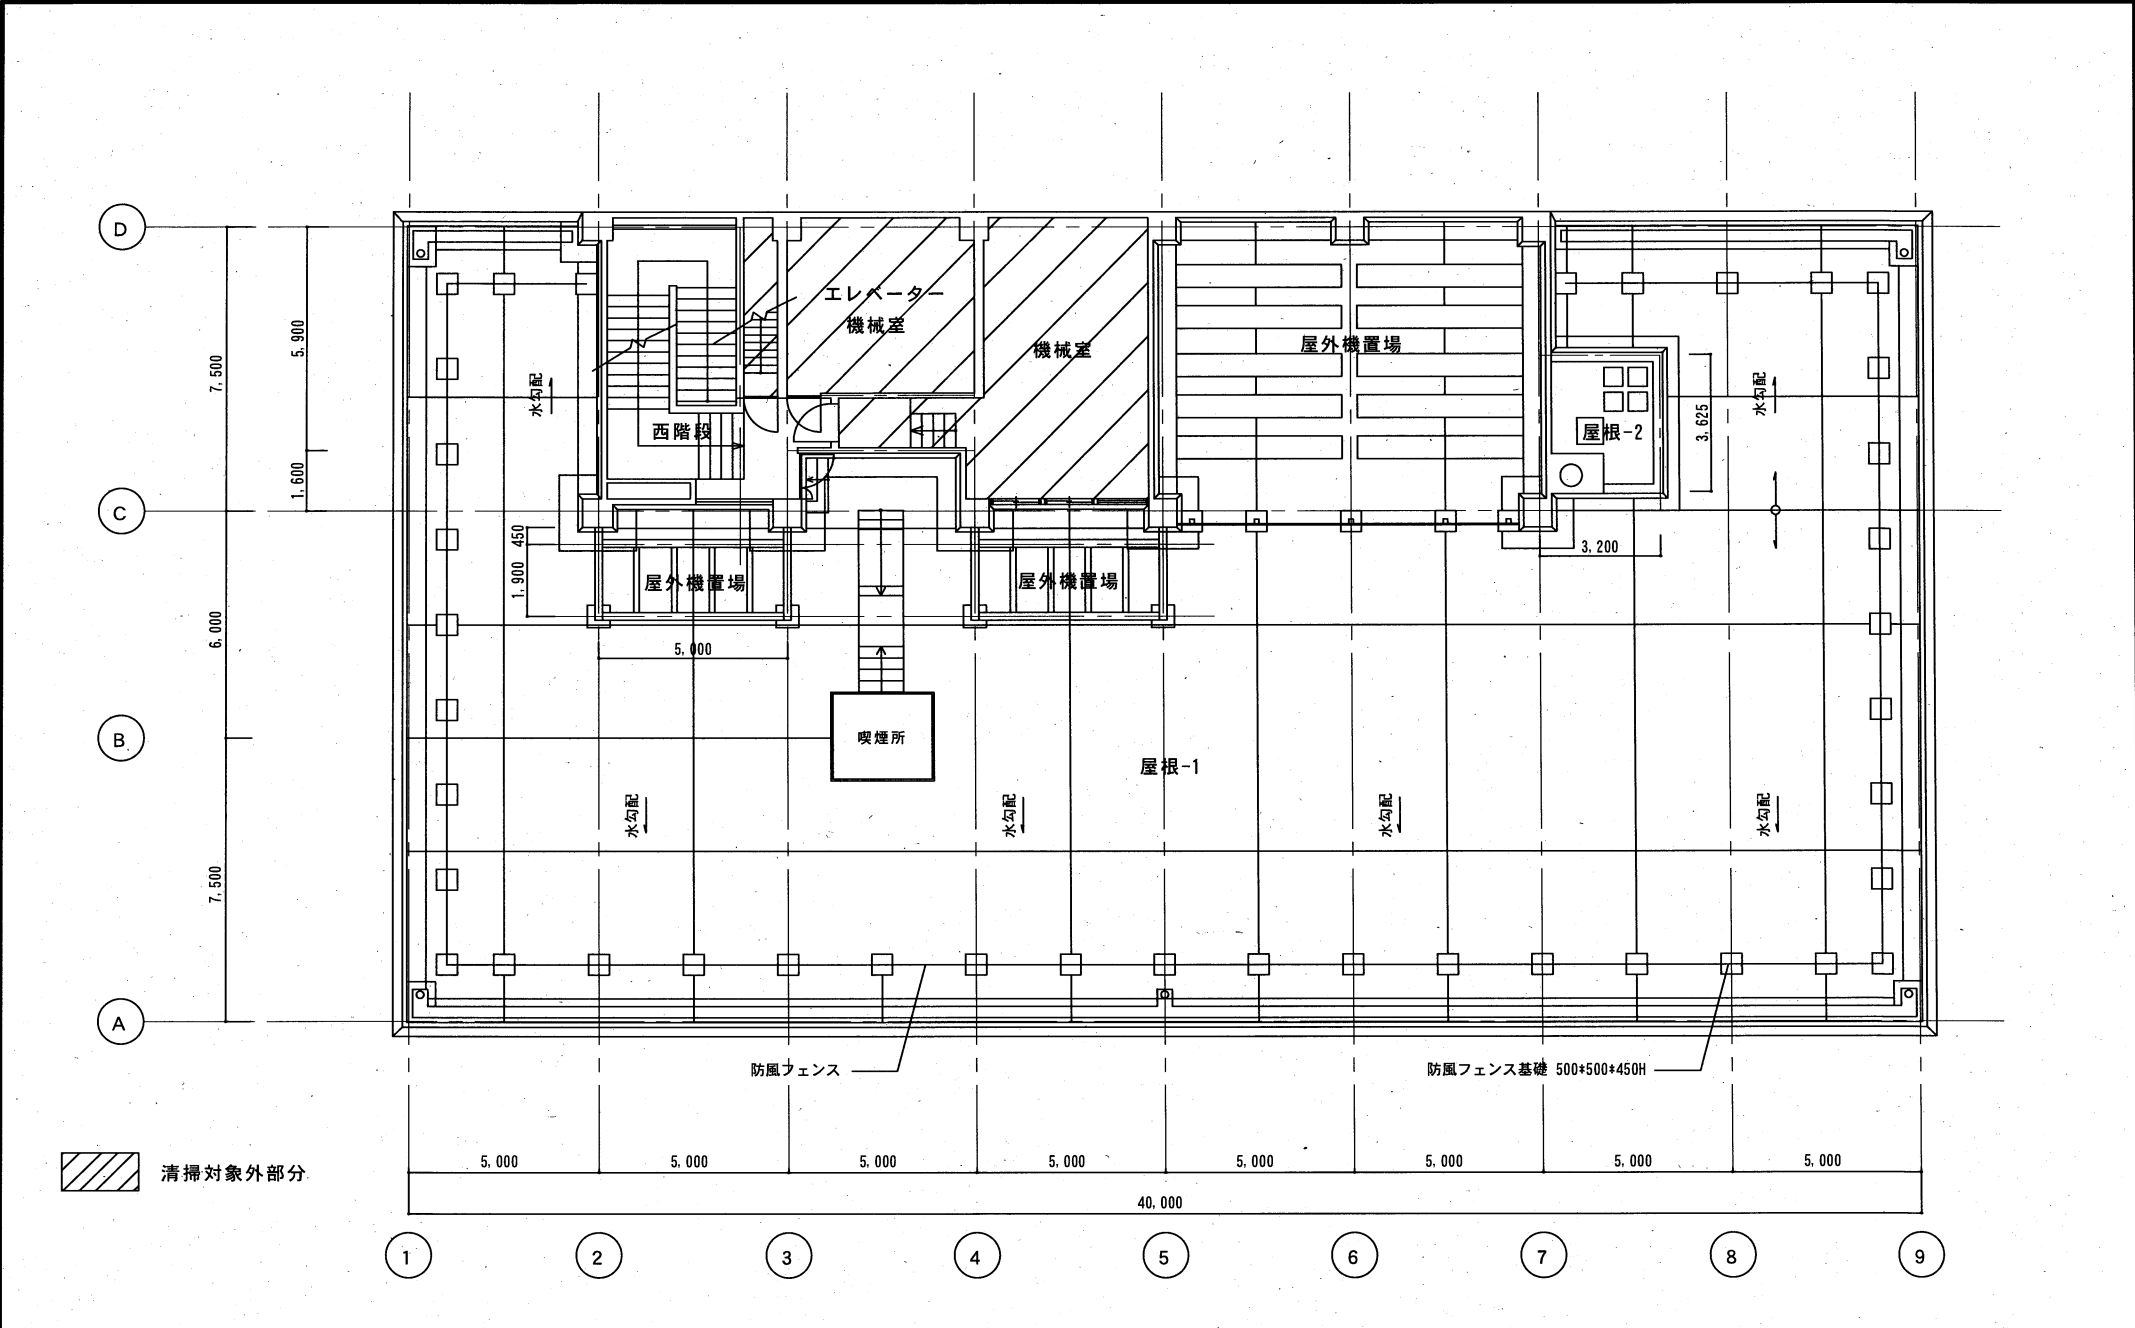 D
C
B
A
7,500
6,000
7,500
5,900
1,600
450
1,900
エレベーター
機械室
機械室
屋外機置場
西階段
水勾配
屋根-2
3,625
水勾配
3,200
屋外機置場
屋外機置場
5,000
喫煙所
屋根-1
水勾配
水勾配
水勾配
水勾配
防風フェンス
防風フェンス基礎 500*500*450H
清掃対象外部分
5,000 5,000 5,000 5,000 5,000 5,000 5,000 5,000
40,000
1 2 3 4 5 6 7 8 9